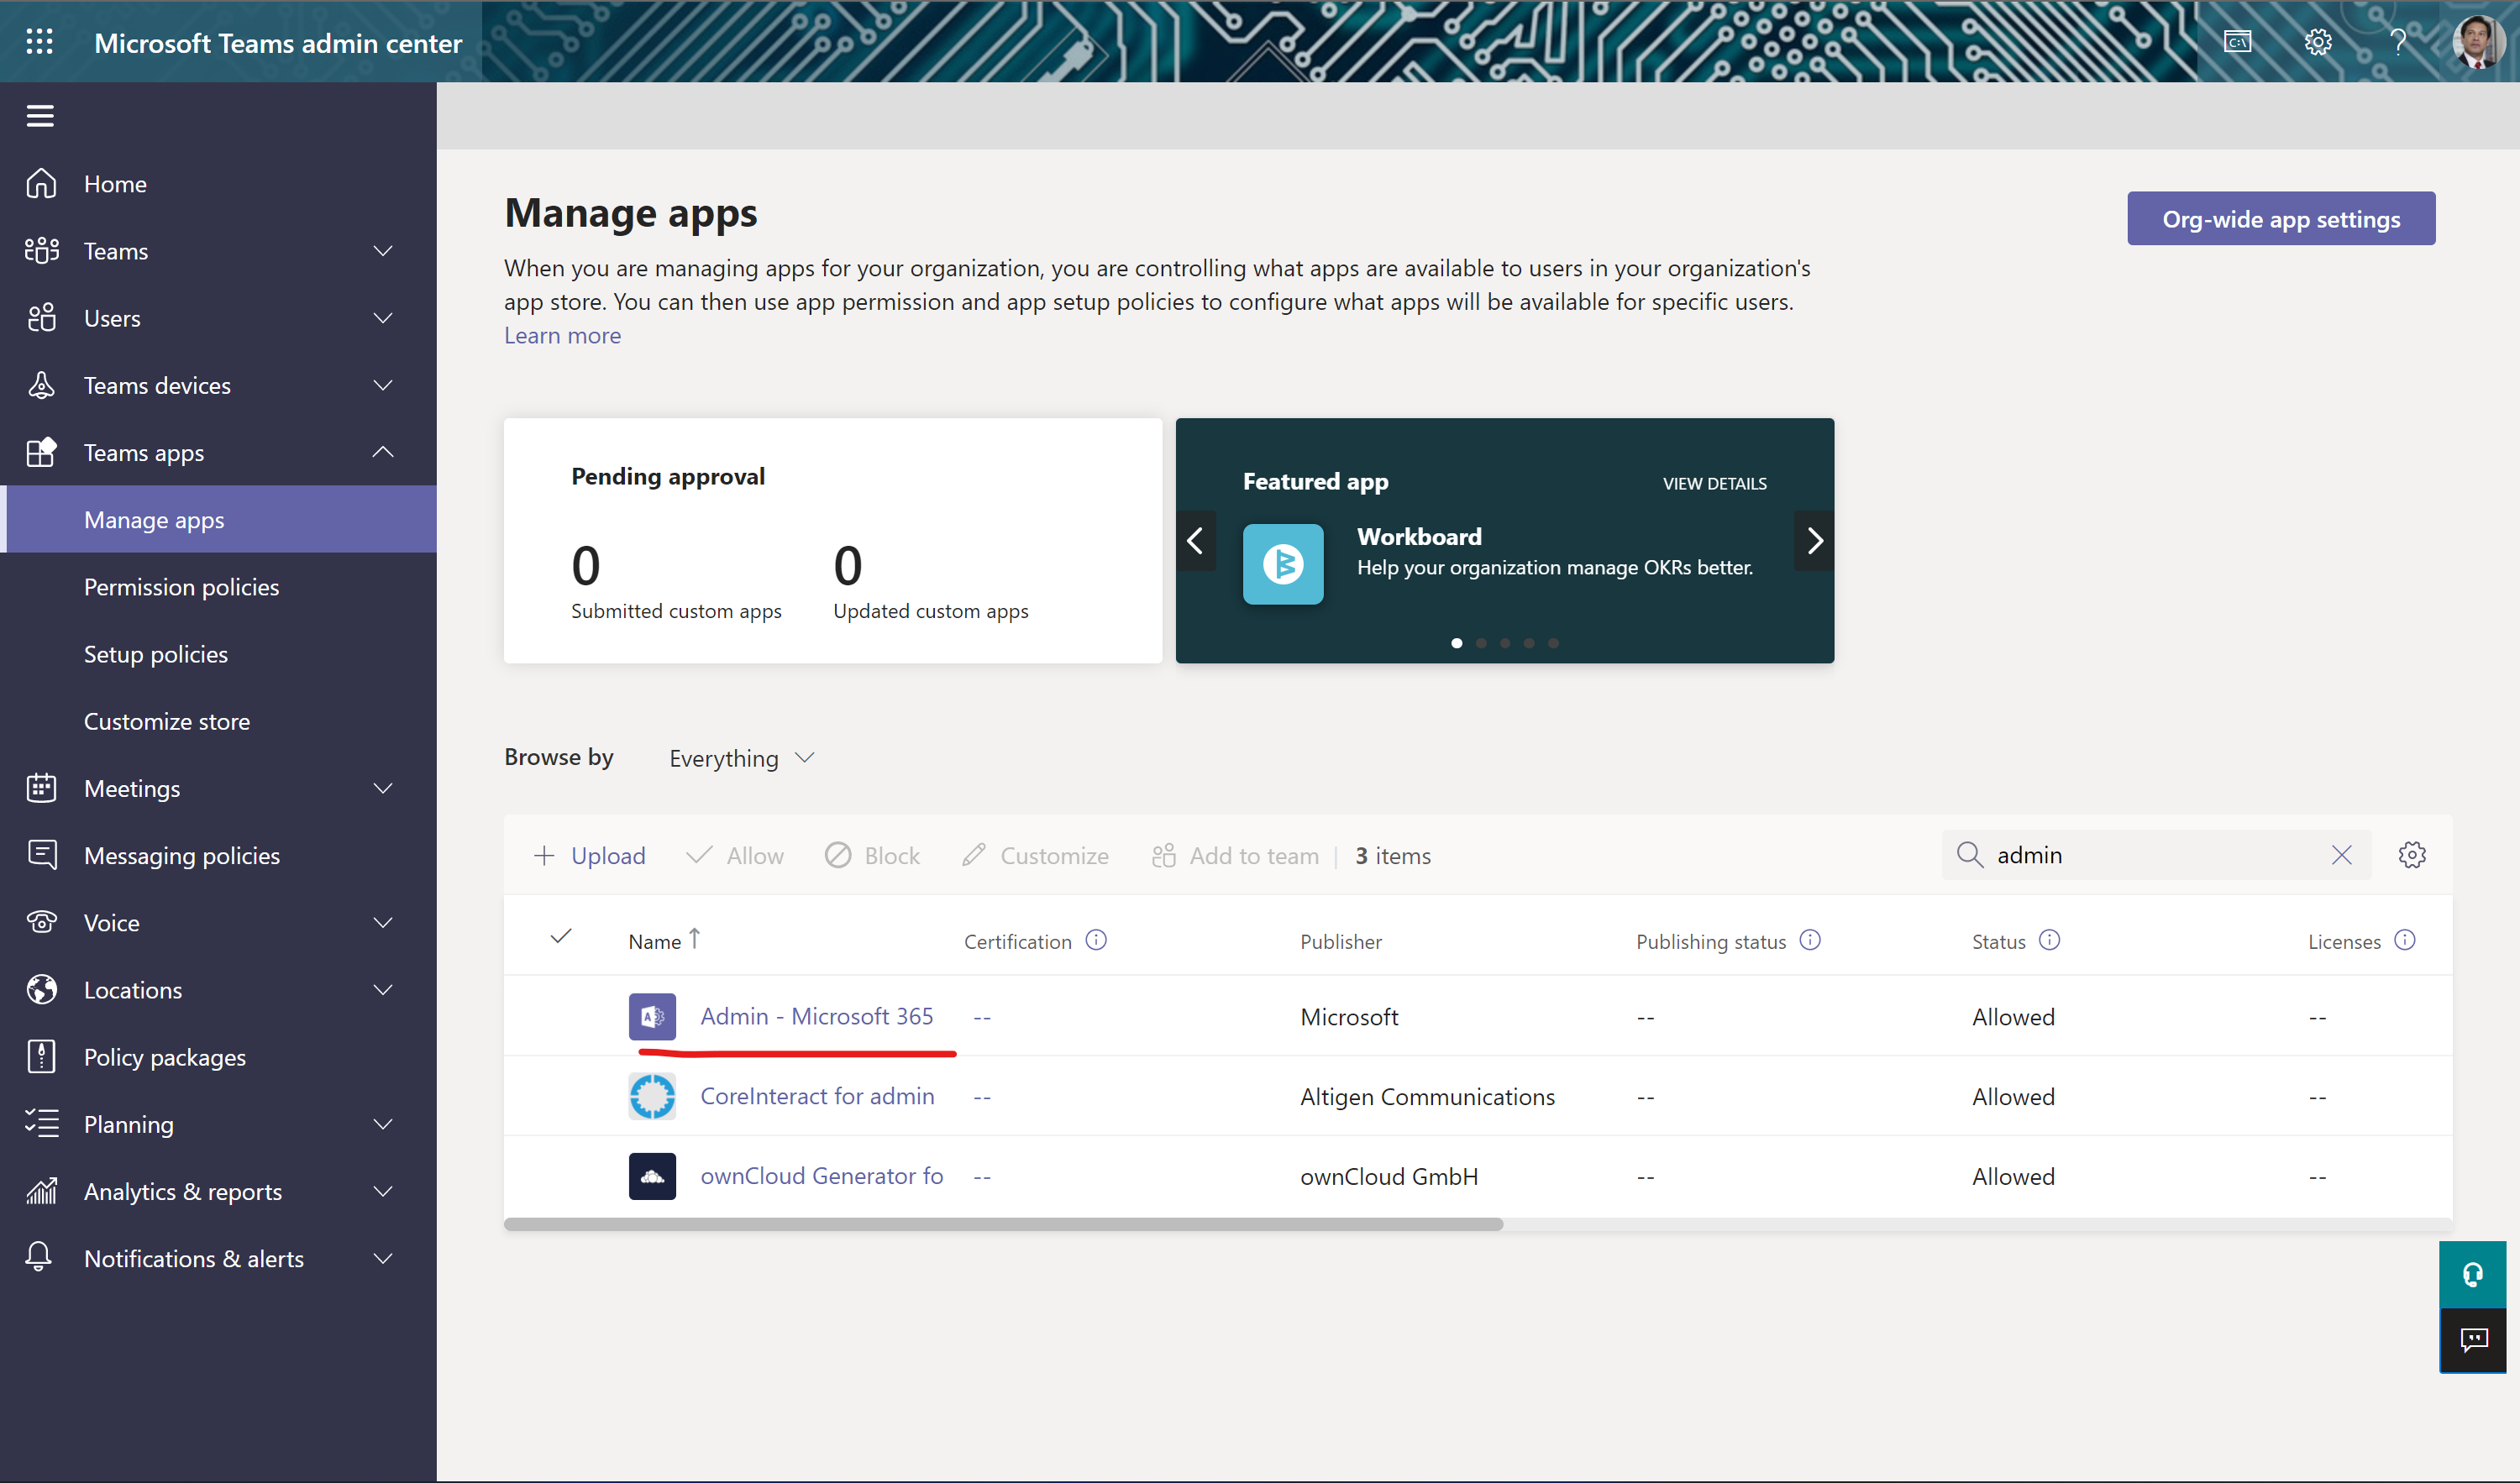 Microsoft Teams admin center
C:\
Home
Teams
Users
Teams devices
Teams apps
Manage apps
Permission policies
Setup policies
Customize store
Meetings
Messaging policies
Voice
Locations
Policy packages
Planning
Analytics & reports
Notifications & alerts
Manage apps
Org-wide app settings
When you are managing apps for your organization, you are controlling what apps are available to users in your organization's
app store. You can then use app permission and app setup policies to configure what apps will be available for specific users.
Learn more
Pending approval
0
0
Submitted custom apps
Updated custom apps
Featured app
VIEW DETAILS
Workboard
Help your organization manage OKRs better.
Browse by
Everything
Upload
Allow
Block
Customize
Add to team
3 items
admin
Name
Certification
Publisher
Publishing status
Status
Licenses
Admin - Microsoft 365 -- Microsoft -- Allowed --
CoreInteract for admin -- Altigen Communications -- Allowed --
ownCloud Generator fo -- ownCloud GmbH -- Allowed --